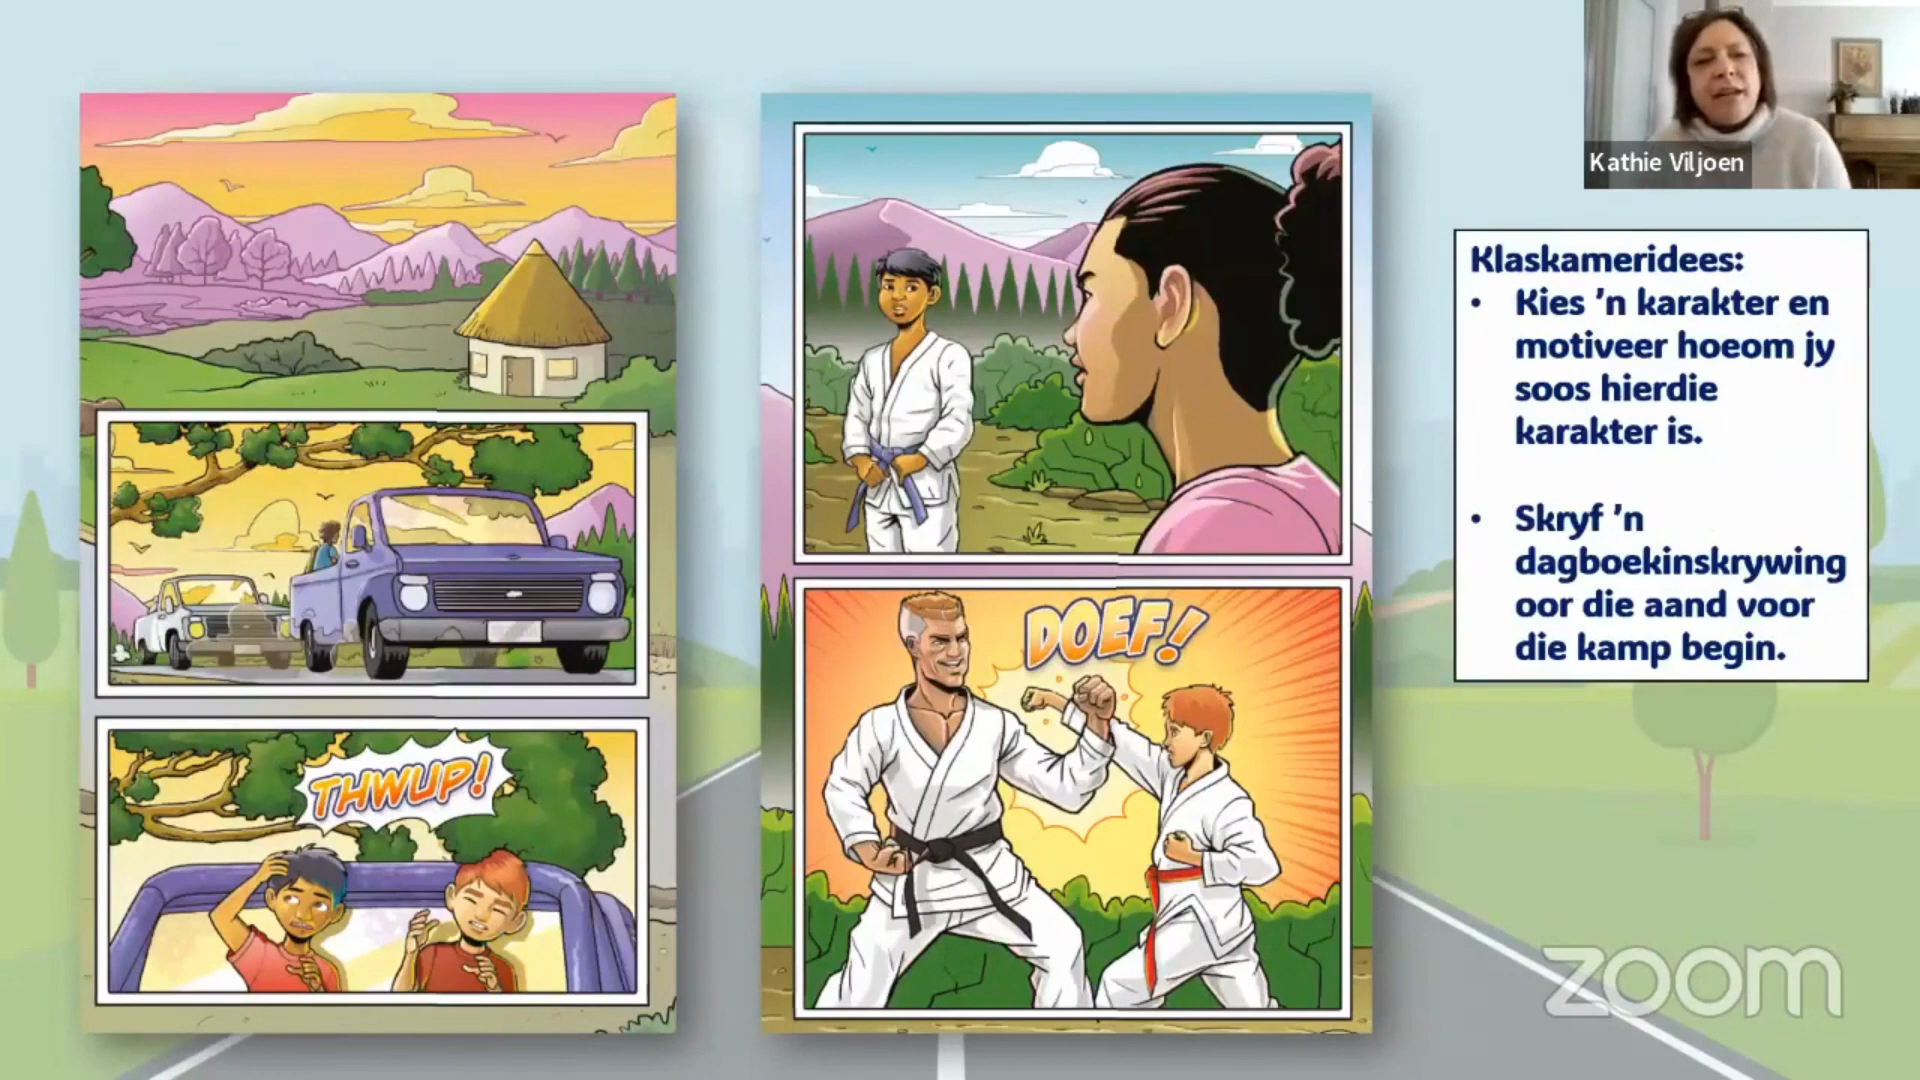 Kathie Viljoen
Klaskameridees:
• Kies ’n karakter en
motiveer hoeom jy
soos hierdie
karakter is.
• Skryf ’n
dagboekinskrywing
oor die aand voor
die kamp begin.
THWUP!
DOEF!
zoom